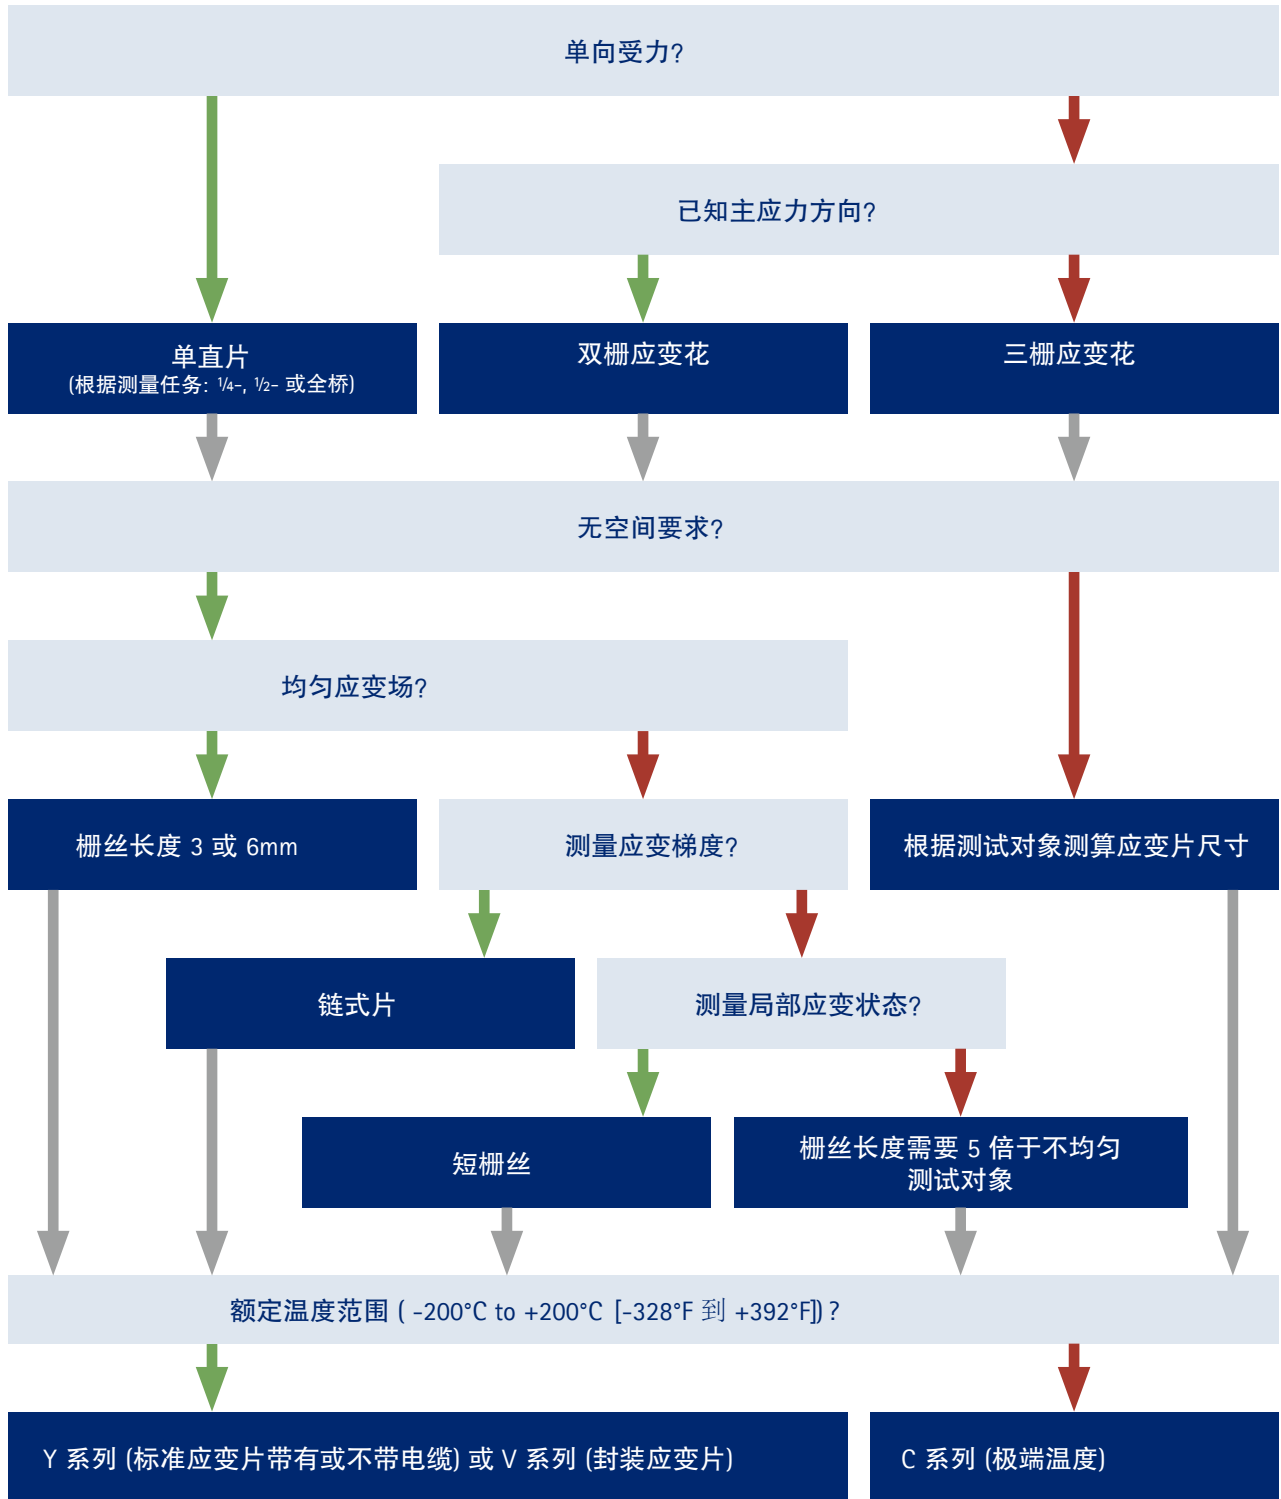 单向受力?
已知主应力方向?
单直片
(根据测量任务: ¼-, ½- 或全桥)
双栅应变花
三栅应变花
无空间要求?
均匀应变场?
栅丝长度 3 或 6mm
测量应变梯度?
根据测试对象测算应变片尺寸
链式片
测量局部应变状态?
短栅丝
栅丝长度需要 5 倍于不均匀
测试对象
额定温度范围 ( -200°C to +200°C [-328°F 到 +392°F]) ?
Y 系列 (标准应变片带有或不带电缆) 或 V 系列 (封装应变片)
C 系列 (极端温度)